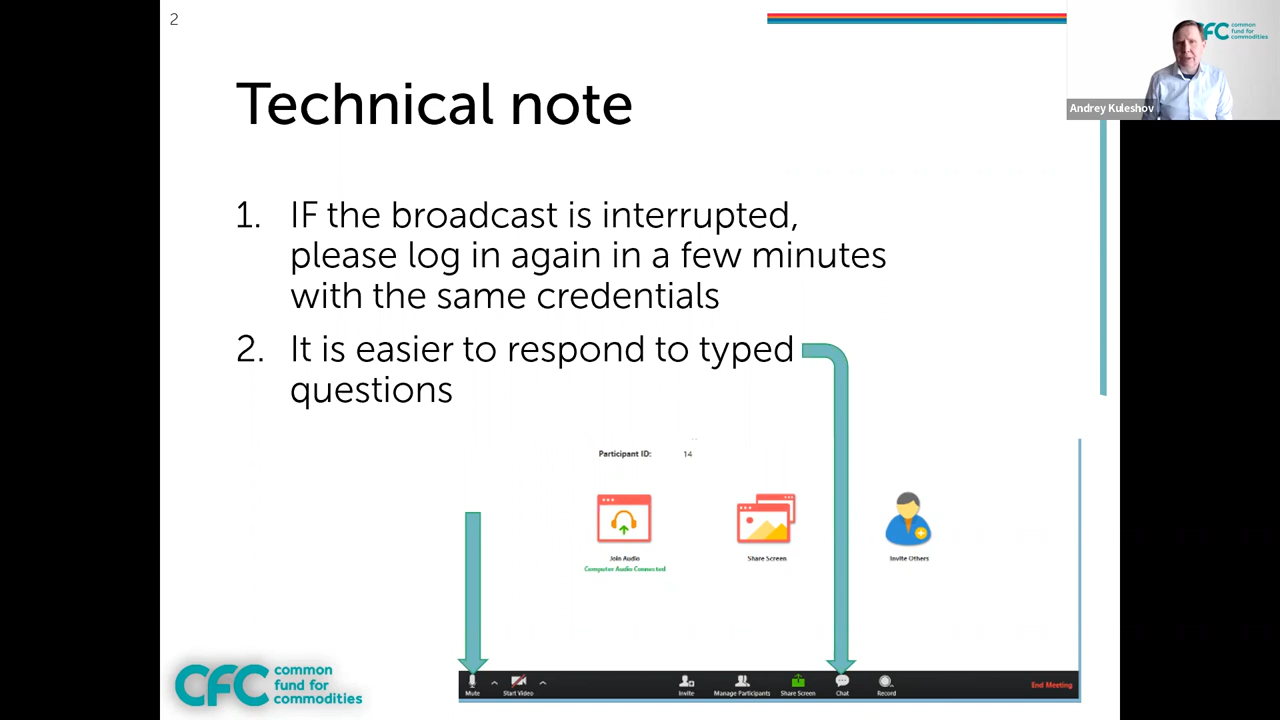 2
CFC common
fund for
commodities
Andrey Kuleshov
Technical note
1. IF the broadcast is interrupted,
please log in again in a few minutes
with the same credentials
2. It is easier to respond to typed
questions
Participant ID: 14
Join Audio
Computer Audio Connected
Share Screen
Invite Others
CFC common
fund for
commodities
Mute
Start Video
Invite
Manage Participants
Share Screen
Chat
Record
End Meeting